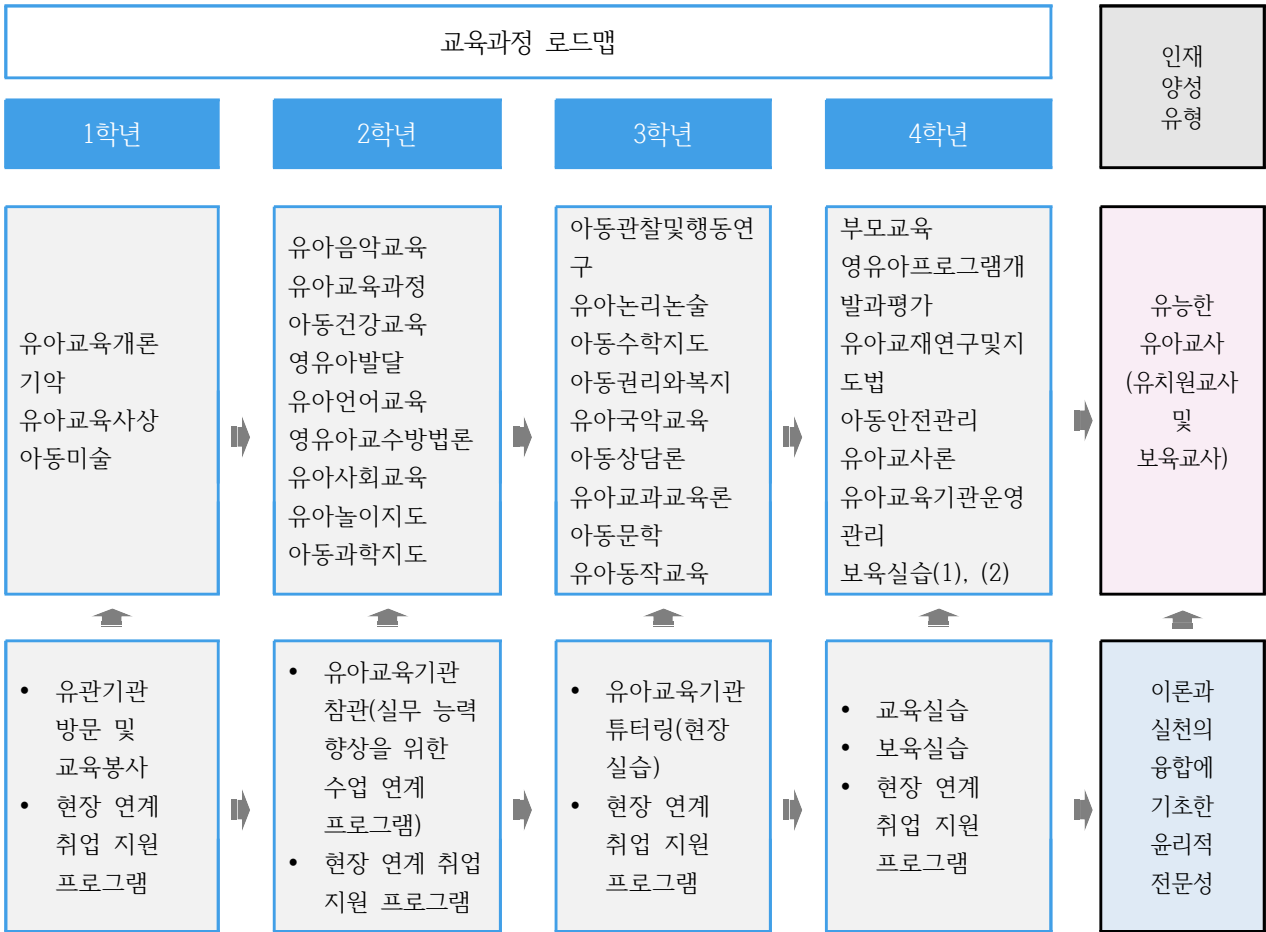 교육과정 로드맵
인재
양성
유형
1학년
2학년
3학년
4학년
유아교육개론
기악
유아교육사상
아동미술
유아음악교육
유아교육과정
아동건강교육
영유아발달
유아언어교육
영유아교수방법론
유아사회교육
유아놀이지도
아동과학지도
아동관찰및행동연
구
유아논리논술
아동수학지도
아동권리와복지
유아국악교육
아동상담론
유아교과교육론
아동문학
유아동작교육
부모교육
영유아프로그램개
발과평가
유아교재연구및지
도법
아동안전관리
유아교사론
유아교육기관운영
관리
보육실습(1), (2)
유능한
유아교사
(유치원교사
및
보육교사)
• 유관기관
방문 및
교육봉사
• 현장 연계
취업 지원
프로그램
• 유아교육기관
참관(실무 능력
향상을 위한
수업 연계
프로그램)
• 현장 연계 취업
지원 프로그램
• 유아교육기관
튜터링(현장
실습)
• 현장 연계
취업 지원
프로그램
• 교육실습
• 보육실습
• 현장 연계
취업 지원
프로그램
이론과
실천의
융합에
기초한
윤리적
전문성